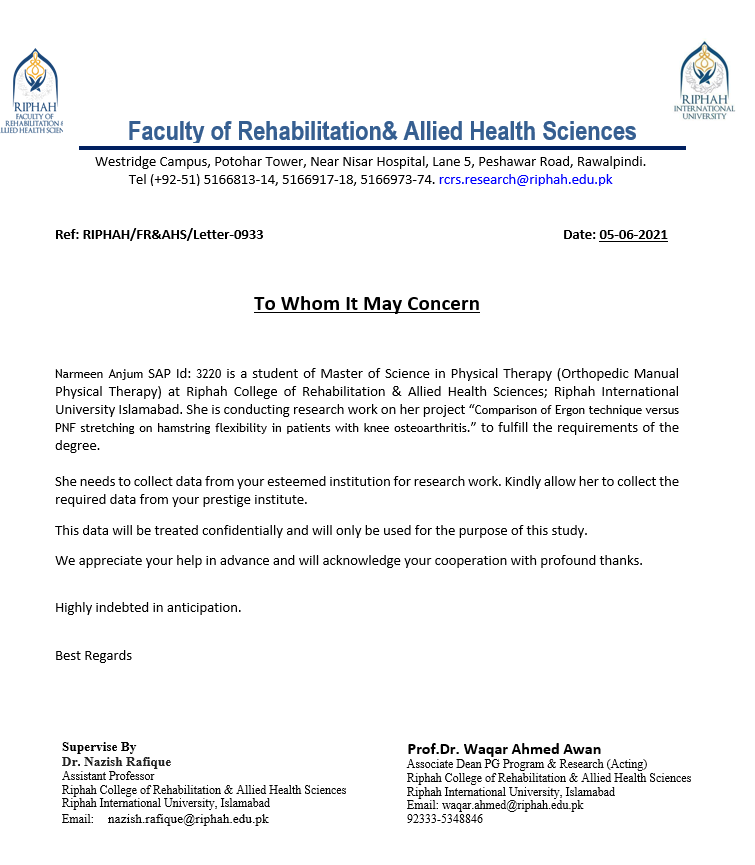 RIPHAH
FACULTY OF
REHABILITATION &
ALLIED HEALTH SCIEN
RIPHAH
INTERNATIONAL
UNIVERSITY
Faculty of Rehabilitation& Allied Health Sciences
Westridge Campus, Potohar Tower, Near Nisar Hospital, Lane 5, Peshawar Road, Rawalpindi.
Tel (+92-51) 5166813-14, 5166917-18, 5166973-74. rcrs.research@riphah.edu.pk
Ref: RIPHAH/FR&AHS/Letter-0933 Date: 05-06-2021
To Whom It May Concern
Narmeen Anjum SAP Id: 3220 is a student of Master of Science in Physical Therapy (Orthopedic Manual
Physical Therapy) at Riphah College of Rehabilitation & Allied Health Sciences; Riphah International
University Islamabad. She is conducting research work on her project “Comparison of Ergon technique versus
PNF stretching on hamstring flexibility in patients with knee osteoarthritis.” to fulfill the requirements of the
degree.
She needs to collect data from your esteemed institution for research work. Kindly allow her to collect the
required data from your prestige institute.
This data will be treated confidentially and will only be used for the purpose of this study.
We appreciate your help in advance and will acknowledge your cooperation with profound thanks.
Highly indebted in anticipation.
Best Regards
Supervise By
Dr. Nazish Rafique
Assistant Professor
Riphah College of Rehabilitation & Allied Health Sciences
Riphah International University, Islamabad
Email: nazish.rafique@riphah.edu.pk
Prof.Dr. Waqar Ahmed Awan
Associate Dean PG Program & Research (Acting)
Riphah College of Rehabilitation & Allied Health Sciences
Riphah International University, Islamabad
Email: waqar.ahmed@riphah.edu.pk
92333-5348846